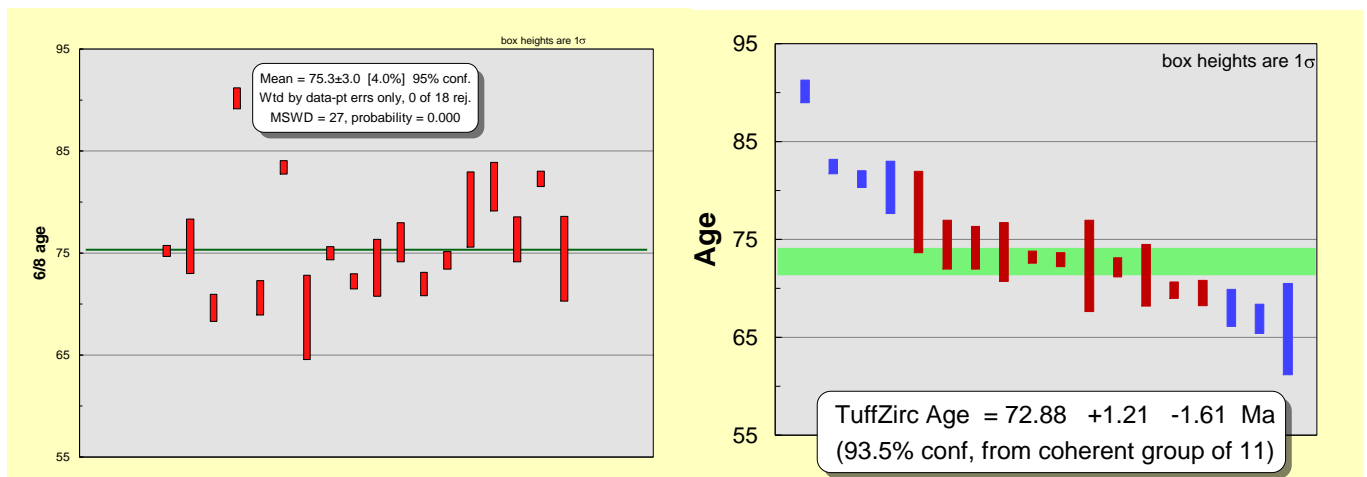 box heights are 1σ
95
85
75
65
55
6/8 age
Mean = 75.3±3.0 [4.0%] 95% conf.
Wtd by data-pt errs only, 0 of 18 rej.
MSWD = 27, probability = 0.000
box heights are 1σ
95
85
75
65
55
Age
TuffZirc Age = 72.88 +1.21 -1.61 Ma
(93.5% conf, from coherent group of 11)